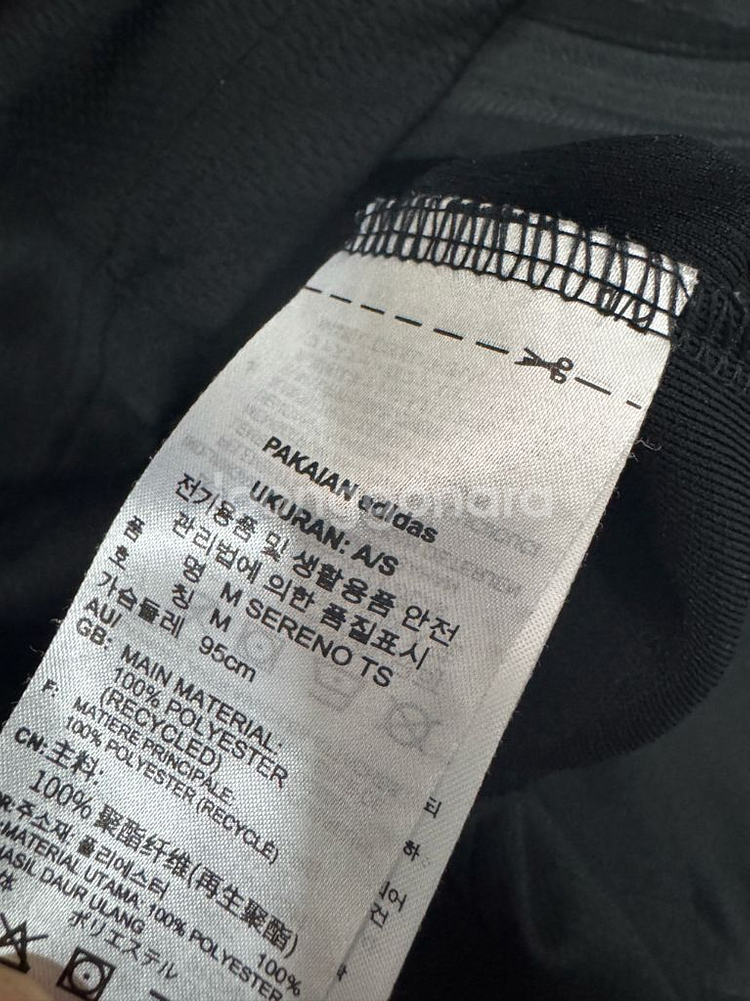 PAKAIAN adidas
UKURAN: A/S
전기용품 및 생활용품 안전
관리법에 의한 품질표시
품 명 M SERENO TS
호 칭 M
가슴둘레 95cm
AU/
GB: MAIN MATERIAL:
100% POLYESTER
(RECYCLED)
F: MATIERE PRINCIPALE,
100% POLYESTER (RECYCLÉ)
CN: 主料:
100% 聚酯纤维(再生聚酯)
주소재: 폴리에스터 100%
MATERIAL UTAMA, 100% POLYESTER
HASIL DAUR ULANG
ポリエステル